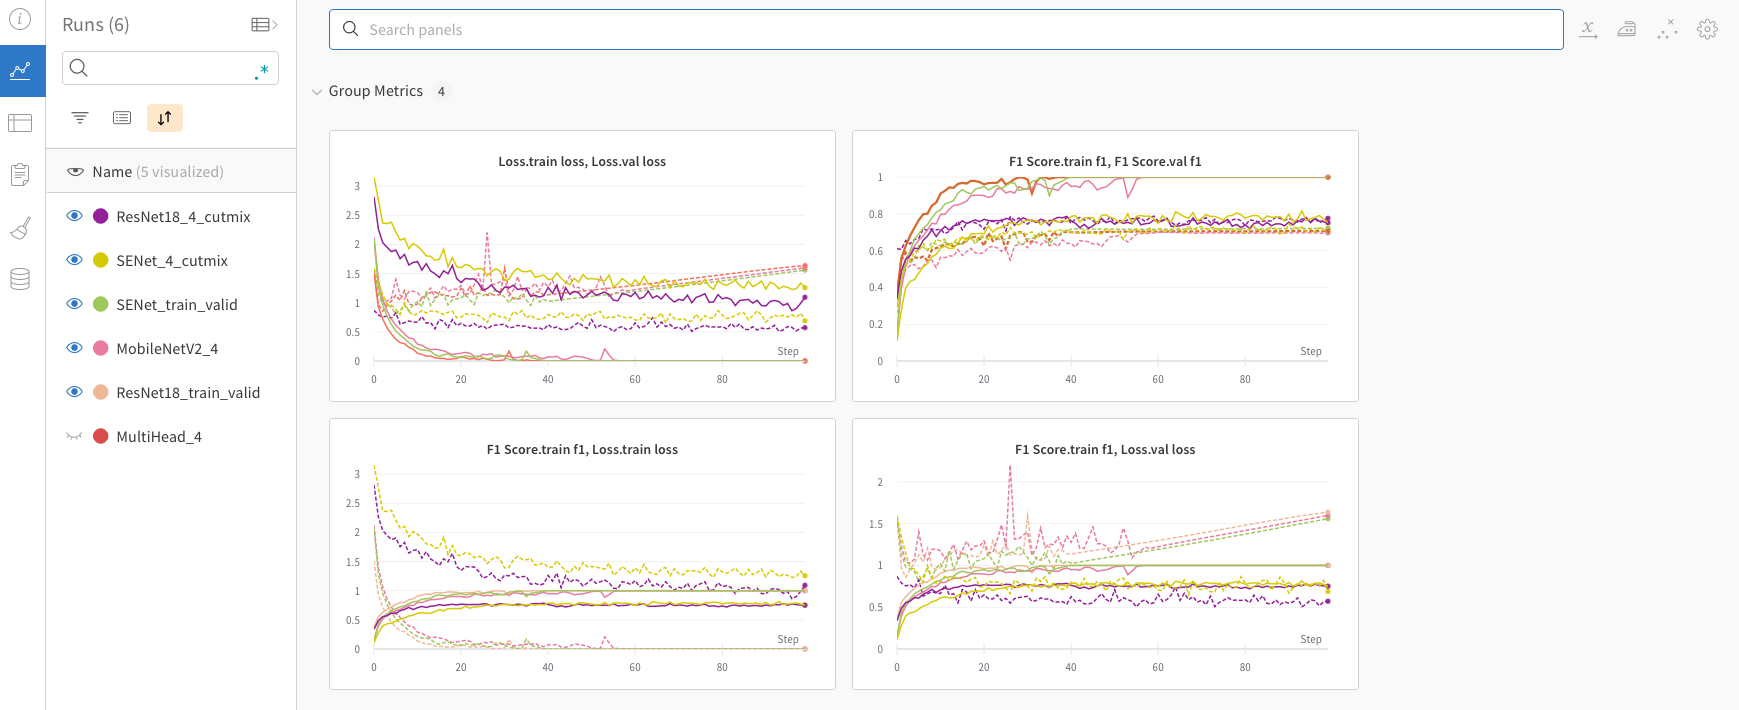 Runs (6)
.*
Name (5 visualized)
ResNet18_4_cutmix
SENet_4_cutmix
SENet_train_valid
MobileNetV2_4
ResNet18_train_valid
MultiHead_4
Search panels
x
Group Metrics 4
Loss.train loss, Loss.val loss
3
2.5
2
1.5
1
0.5
0
Step
0 20 40 60 80
F1 Score.train f1, F1 Score.val f1
1
0.8
0.6
0.4
0.2
0
Step
0 20 40 60 80
F1 Score.train f1, Loss.train loss
3
2.5
2
1.5
1
0.5
0
Step
0 20 40 60 80
F1 Score.train f1, Loss.val loss
2
1.5
1
0.5
0
Step
0 20 40 60 80